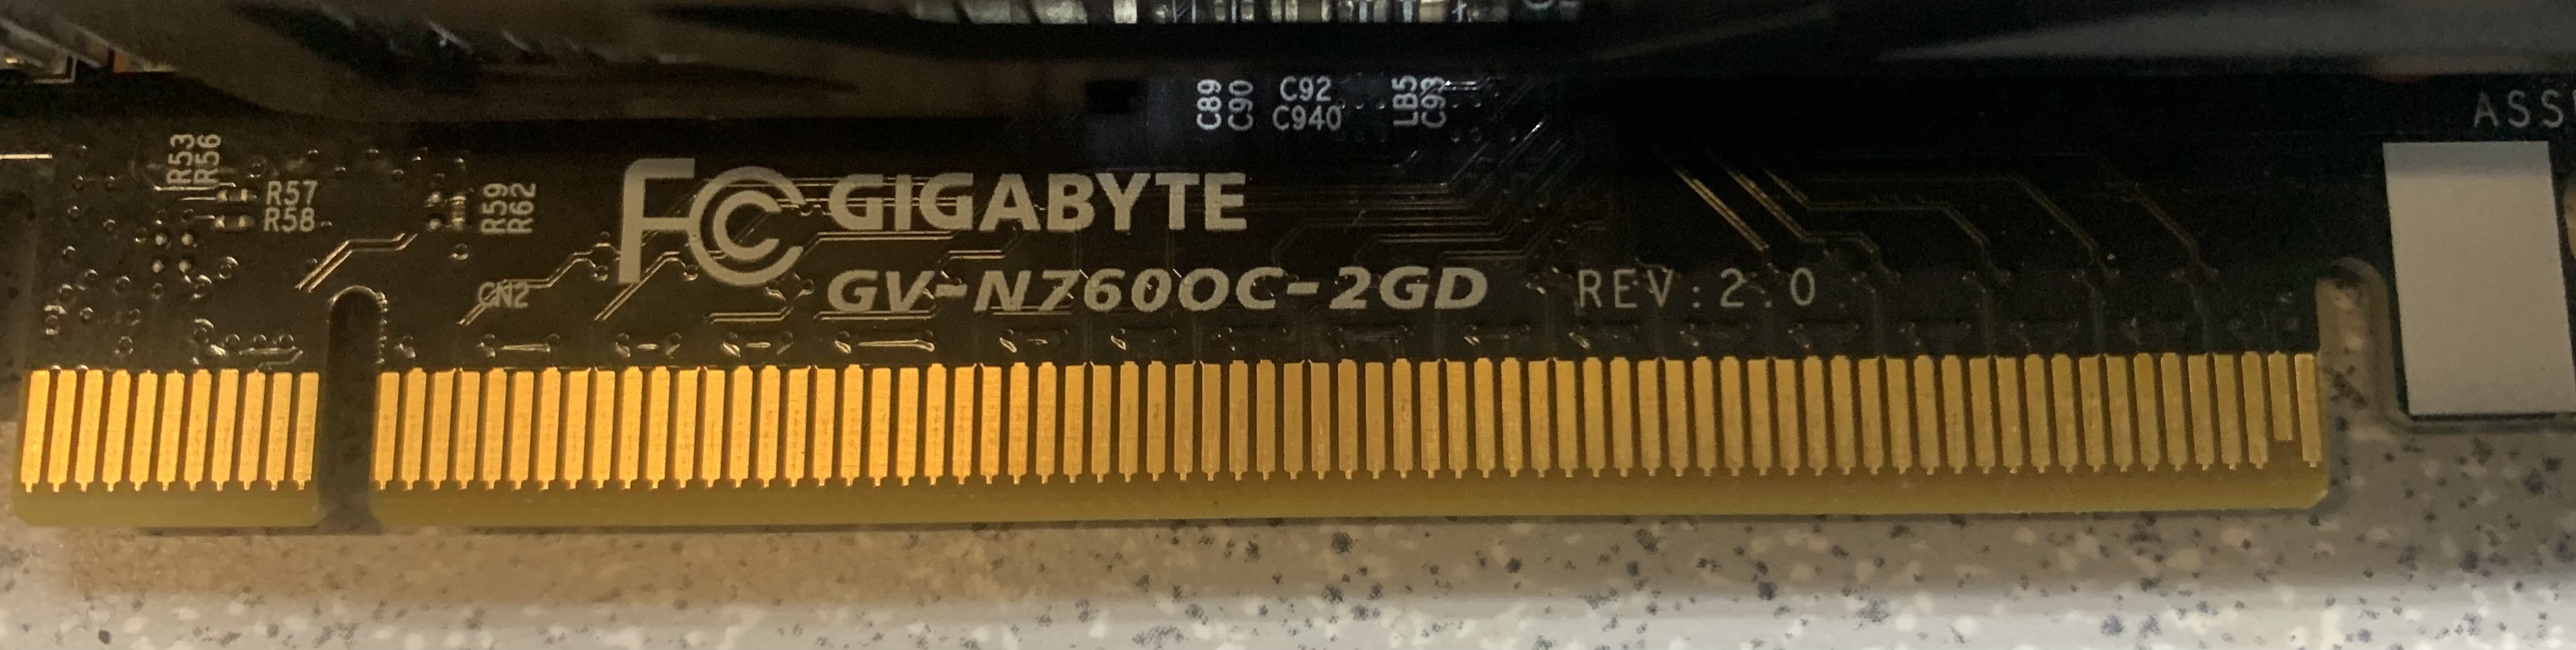 C89
C90
C92
C940
LB5
C93
ASS
R53
R56
R57
R58
R59
R62
FC GIGABYTE
CN2
GV-N760OC-2GD REV:2.0